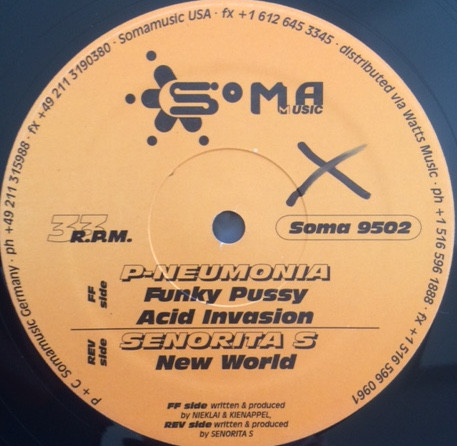 P + C Somamusic Germany · ph +49 211 315988 · fx +49 211 3190380 · Somamusic USA · fx +1 612 645 3345 · distributed via Watts Music · ph +1 516 596 1888 · fx +1 516 596 0961
SOMA
MUSIC
33
R.P.M.
Soma 9502
FF side
P-NEUMONIA
Funky Pussy
Acid Invasion
REV side
SENORITA S
New World
FF side written & produced
by NIEKLAI & KIENAPPEL,
REV side written & produced
by SENORITA S